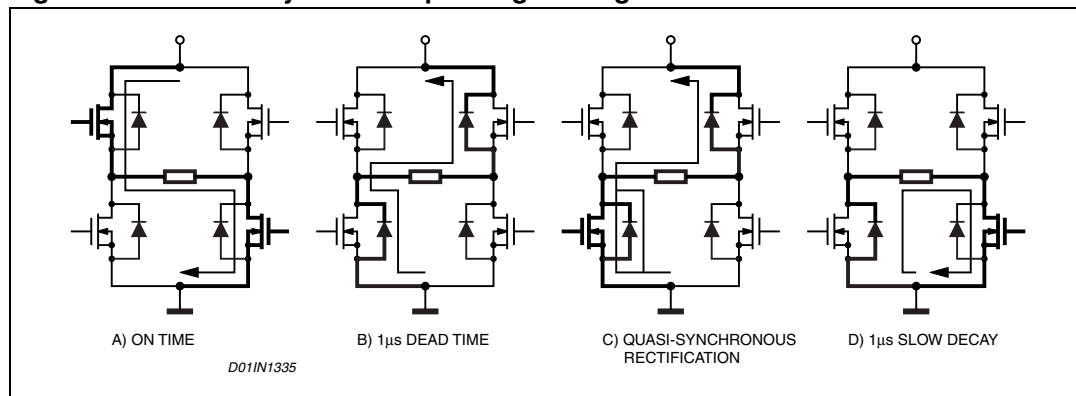 A) ON TIME
B) 1μs DEAD TIME
C) QUASI-SYNCHRONOUS
RECTIFICATION
D) 1μs SLOW DECAY
D01IN1335